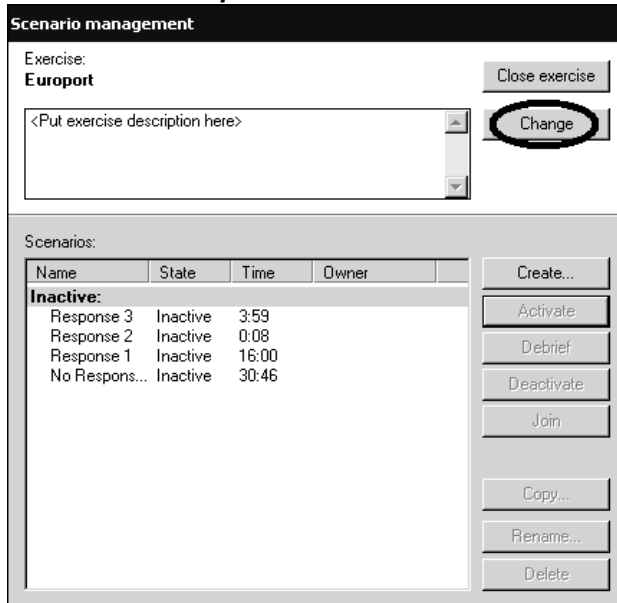 Scenario management
Exercise:
Europort
Close exercise
<Put exercise description here>
Change
Scenarios:
Name State Time Owner
Create...
Inactive:
Activate
Response 3 Inactive 3:59
Response 2 Inactive 0:08
Debrief
Response 1 Inactive 16:00
No Respons... Inactive 30:46
Deactivate
Join
Copy...
Rename...
Delete